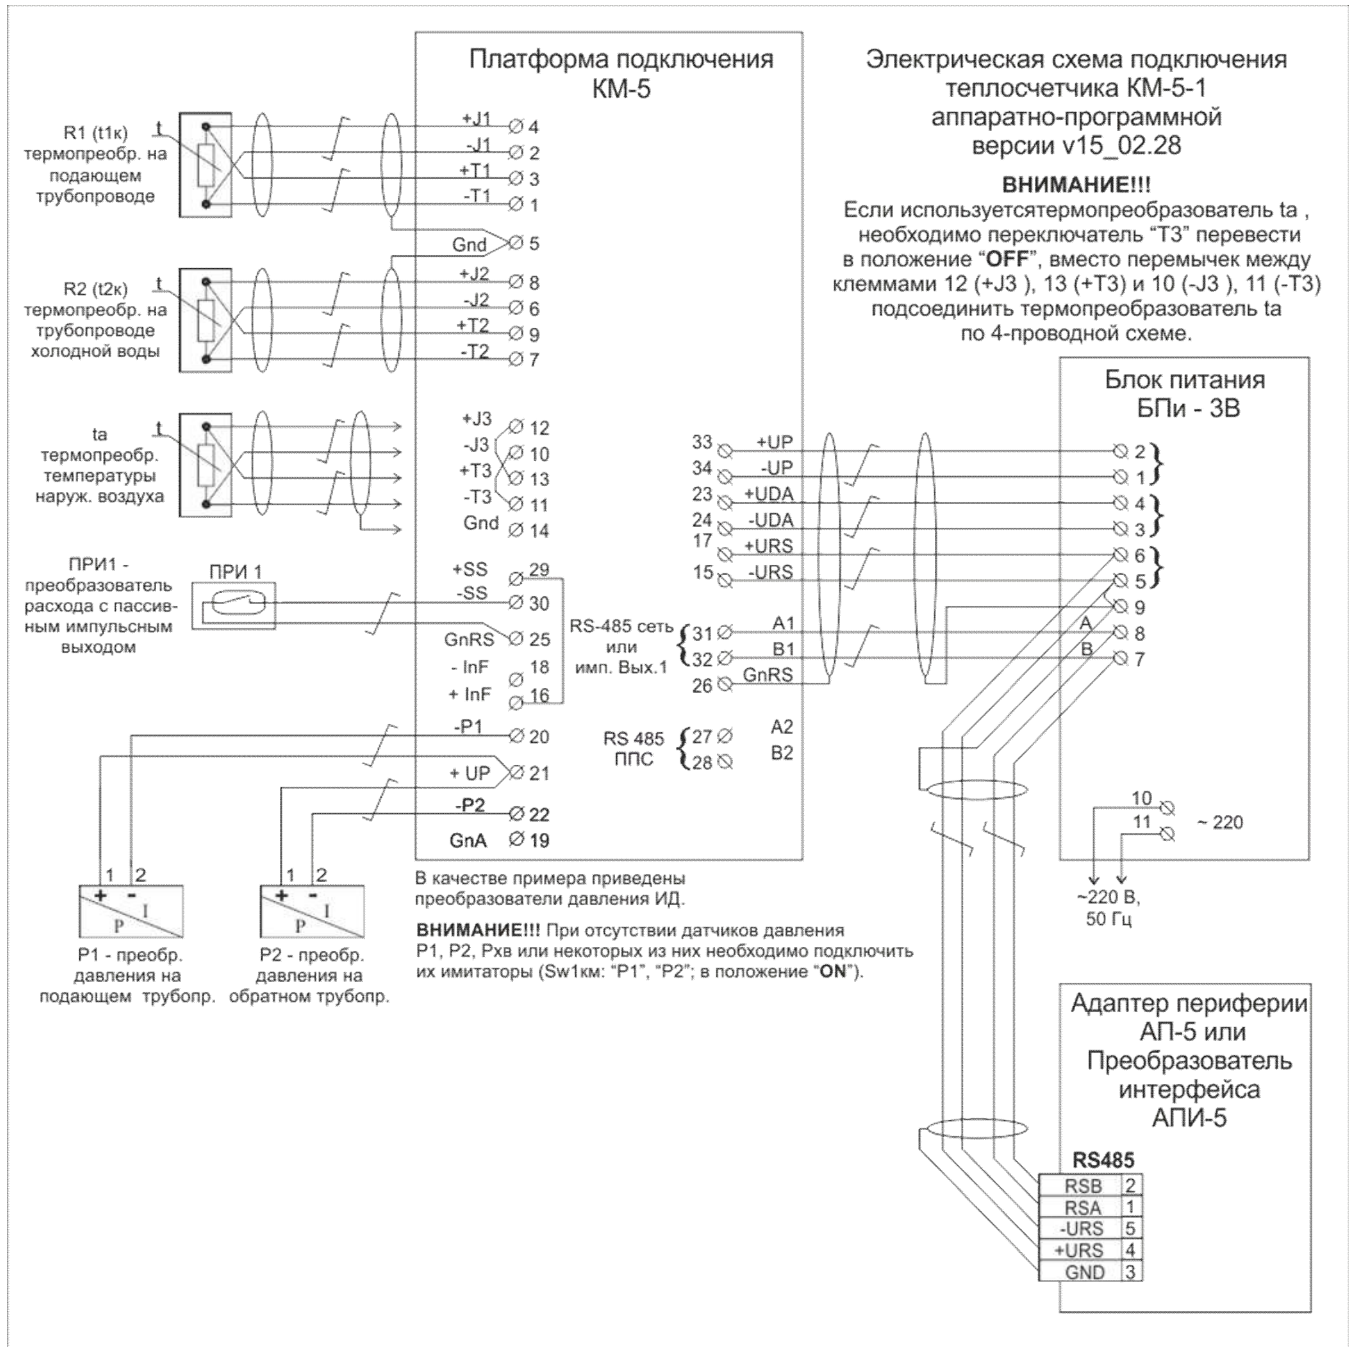 Платформа подключения
КМ-5
Электрическая схема подключения
теплосчетчика КМ-5-1
аппаратно-программной
версии v15_02.28
ВНИМАНИЕ!!!
Если используетсятермопреобразователь ta ,
необходимо переключатель “Т3” перевести
в положение “OFF”, вместо перемычек между
клеммами 12 (+J3 ), 13 (+T3) и 10 (-J3 ), 11 (-T3)
подсоединить термопреобразователь ta
по 4-проводной схеме.
R1 (t1к)
термопреобр. на
подающем
трубопроводе
t
+J1 4
-J1 2
+T1 3
-T1 1
Gnd 5
R2 (t2к)
термопреобр. на
трубопроводе
холодной воды
t
+J2 8
-J2 6
+T2 9
-T2 7
ta
термопреобр.
температуры
наруж. воздуха
t
+J3 12
-J3 10
+T3 13
-T3 11
Gnd 14
ПРИ1 -
преобразователь
расхода с пассив-
ным импульсным
выходом
ПРИ 1
+SS 29
-SS 30
GnRS 25
- InF 18
+ InF 16
-P1 20
+ UP 21
-P2 22
GnA 19
33 +UP
34 -UP
23 +UDA
24 -UDA
17 +URS
15 -URS
RS-485 сеть
или
имп. Вых.1
31 A1
32 B1
26 GnRS
RS 485
ППС
27 A2
28 B2
Блок питания
БПи - 3В
2
1
4
3
6
5
9
A 8
B 7
10
11
~ 220
~220 В,
50 Гц
1 2
+ -
I
P
P1 - преобр.
давления на
подающем трубопр.
1 2
+ -
I
P
P2 - преобр.
давления на
обратном трубопр.
В качестве примера приведены
преобразователи давления ИД.
ВНИМАНИЕ!!! При отсутствии датчиков давления
Р1, Р2, Рхв или некоторых из них необходимо подключить
их имитаторы (Sw1км: “Р1”, “Р2”; в положение “ON”).
Адаптер периферии
АП-5 или
Преобразователь
интерфейса
АПИ-5
RS485
RSB 2
RSA 1
-URS 5
+URS 4
GND 3